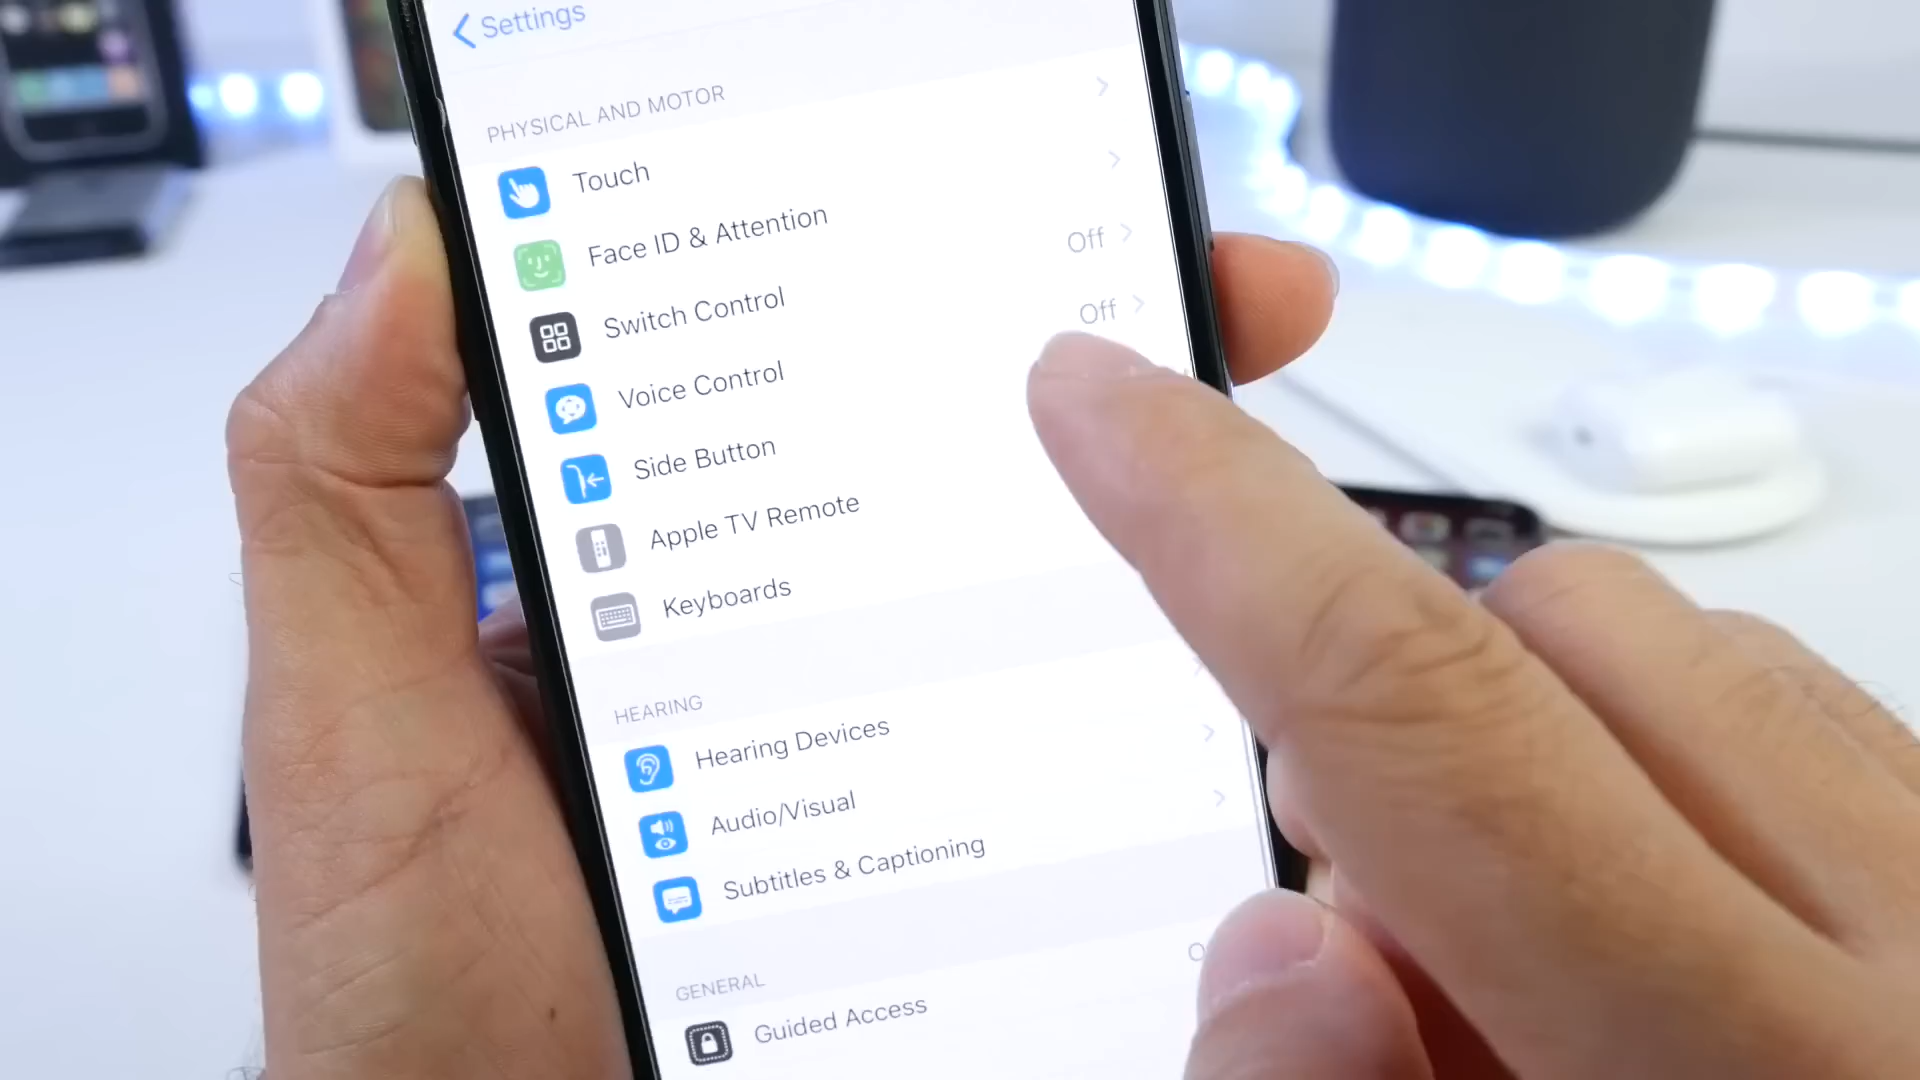 Settings
PHYSICAL AND MOTOR
Touch
Face ID & Attention
Switch Control Off
Voice Control Off
Side Button
Apple TV Remote
Keyboards
HEARING
Hearing Devices
Audio/Visual
Subtitles & Captioning
GENERAL
Guided Access